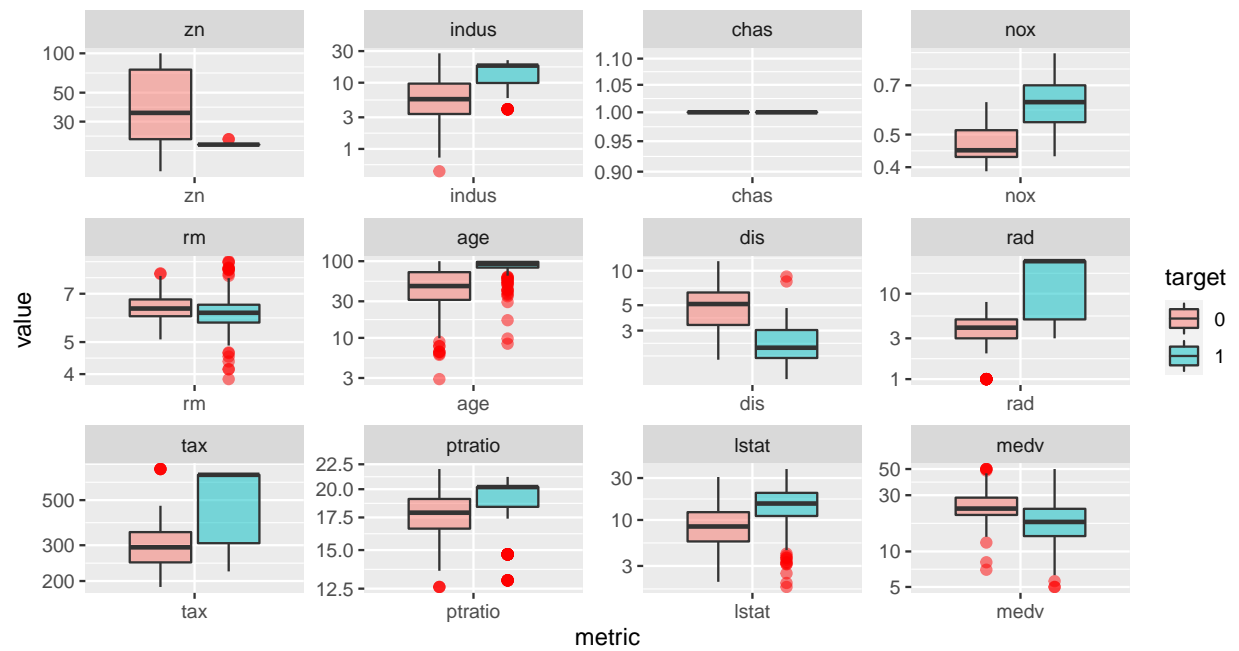 zn
indus
chas
nox
100
50
30
30
10
3
1
1.10
1.05
1.00
0.95
0.90
0.7
0.5
0.4
zn
indus
chas
nox
rm
age
dis
rad
7
5
4
100
30
10
3
10
5
3
10
3
1
rm
age
dis
rad
tax
ptratio
lstat
medv
500
300
200
22.5
20.0
17.5
15.0
12.5
30
10
3
50
30
10
5
tax
ptratio
lstat
medv
value
metric
target
0
1